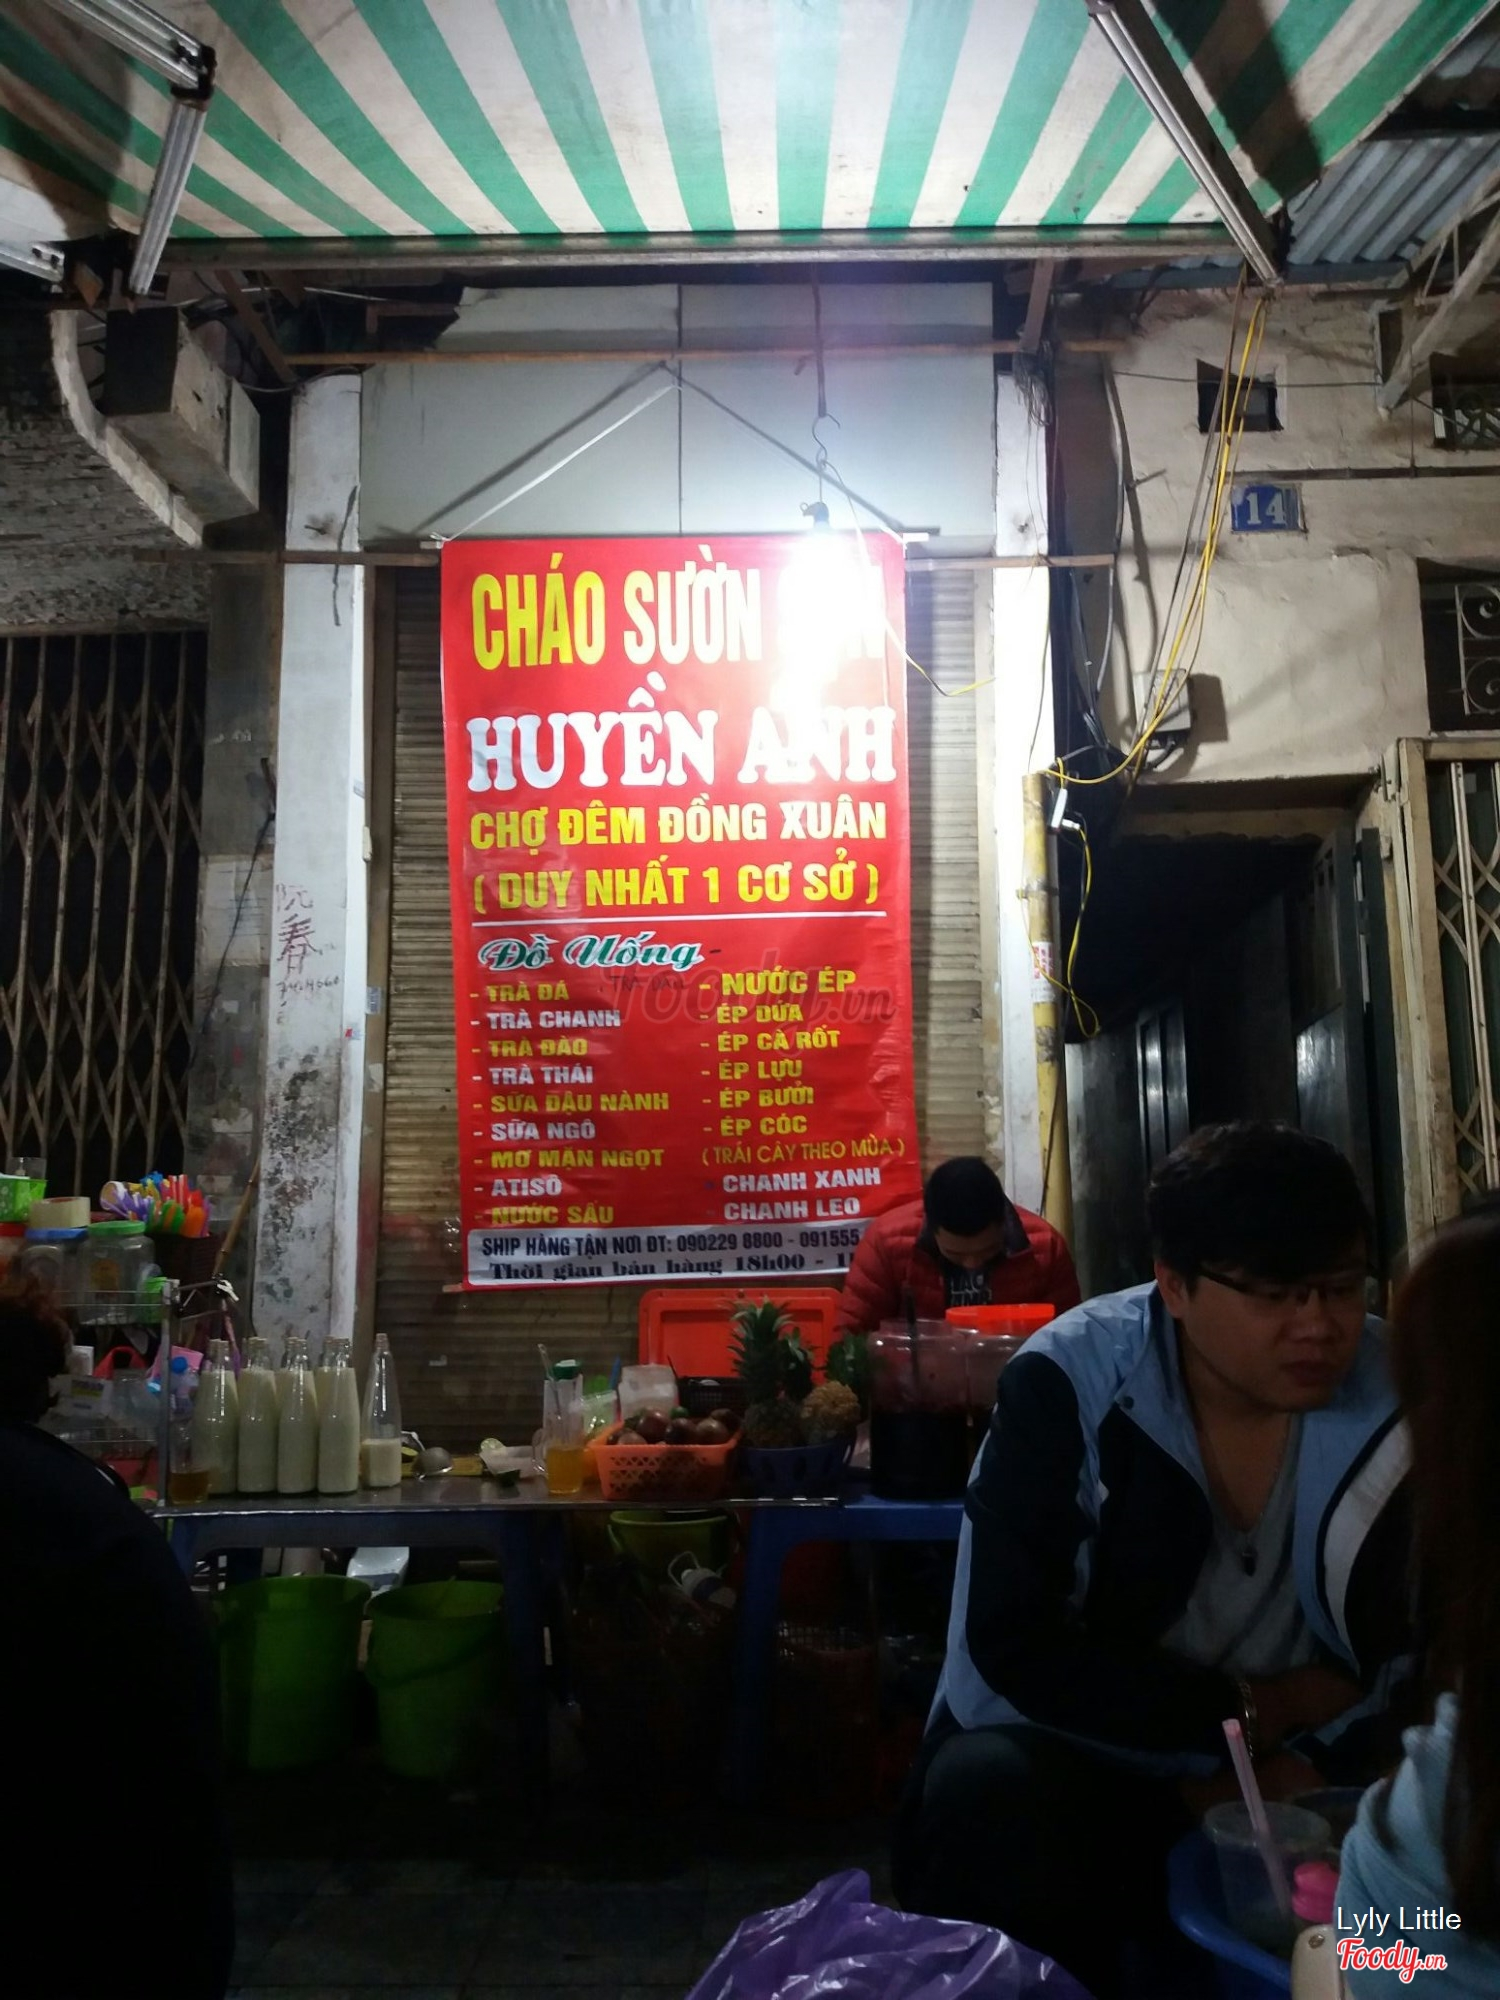 CHÁO SƯỜN
HUYỀN ANH
CHỢ ĐÊM ĐỒNG XUÂN
( DUY NHẤT 1 CƠ SỞ )
Đồ Uống
- TRÀ ĐÁ
- TRÀ CHANH
- TRÀ ĐÀO
- TRÀ THÁI
- SỮA ĐẬU NÀNH
- SỮA NGÔ
- MƠ MẶN NGỌT
- ATISÔ
- NƯỚC SẤU
- NƯỚC ÉP
- ÉP DỨA
- ÉP CÀ RỐT
- ÉP LỰU
- ÉP BƯỞI
- ÉP CÓC
( TRÁI CÂY THEO MÙA )
- CHANH XANH
CHANH LEO
SHIP HÀNG TẬN NƠI ĐT: 090229 8800 - 091555
Thời gian bán hàng 18h00 -
14
Foody.vn
Lyly Little
Foody.vn